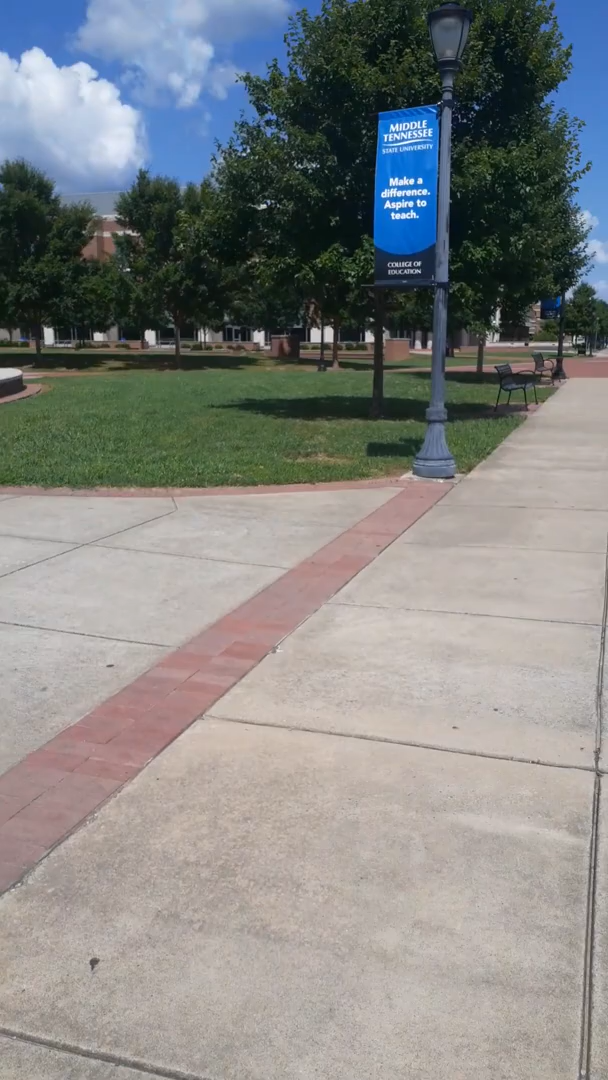 MIDDLE
TENNESSEE
STATE UNIVERSITY
Make a
difference.
Aspire to
teach.
COLLEGE OF
EDUCATION